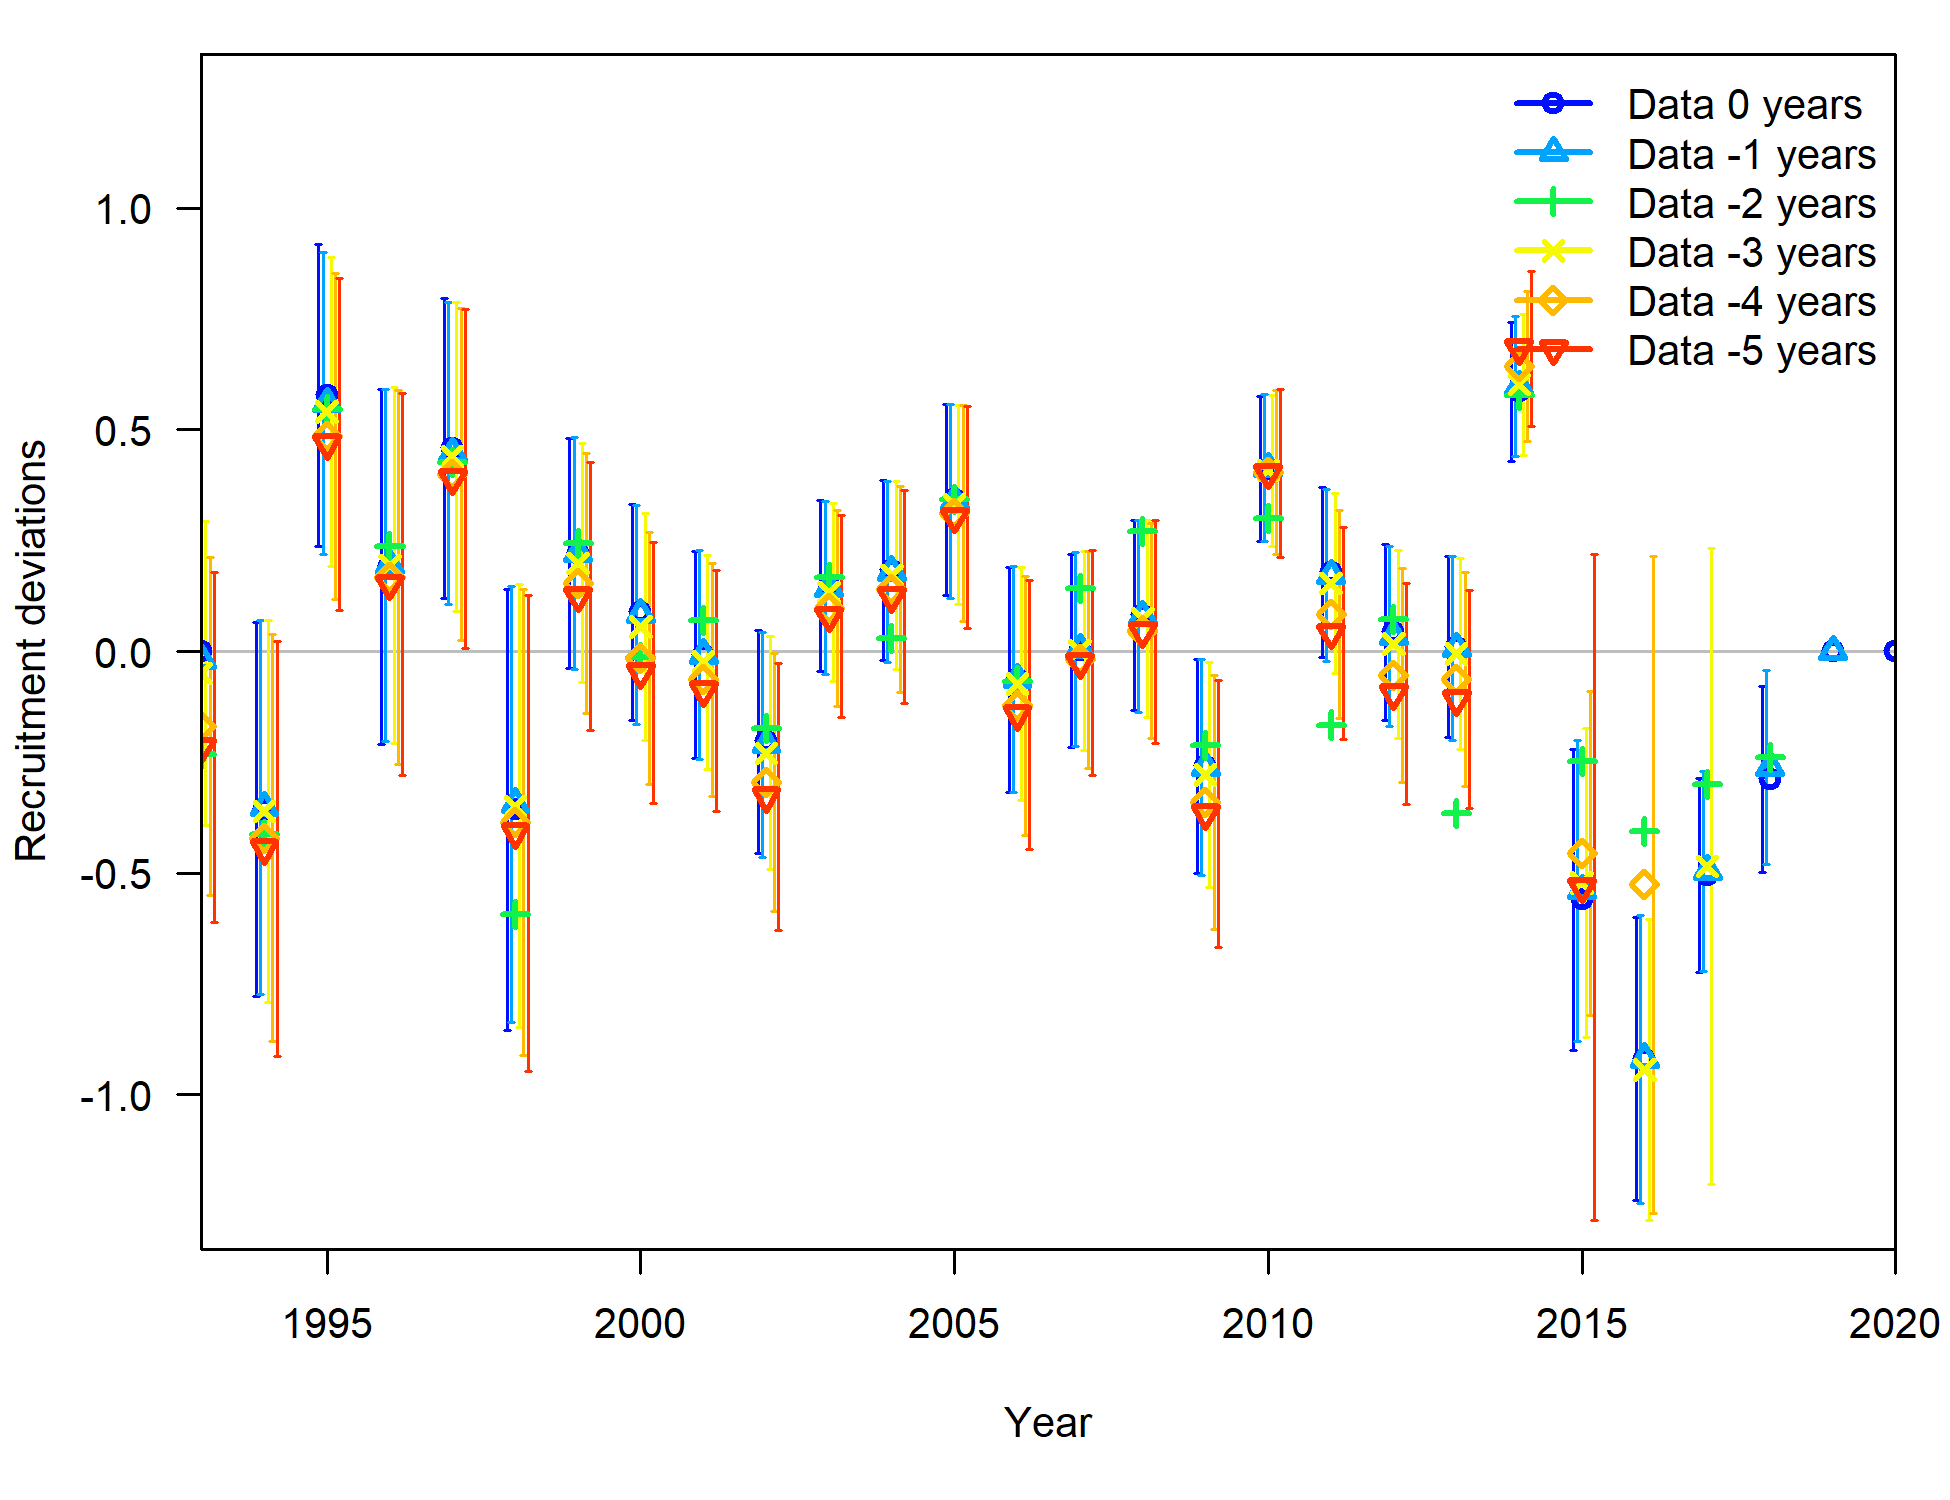 Data 0 years
Data -1 years
Data -2 years
Data -3 years
Data -4 years
Data -5 years
1.0
0.5
0.0
-0.5
-1.0
Recruitment deviations
1995 2000 2005 2010 2015 2020
Year